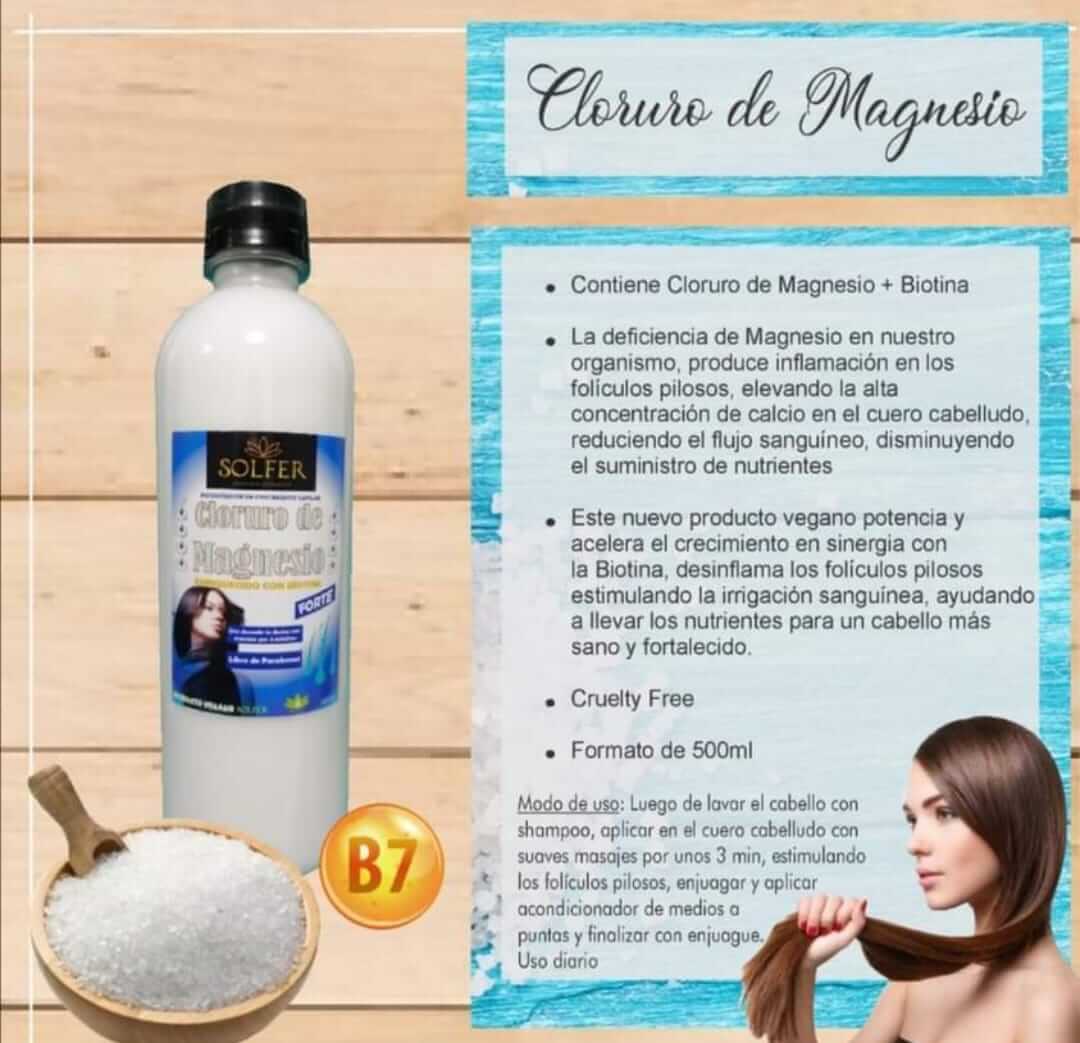 Cloruro de Magnesio
• Contiene Cloruro de Magnesio + Biotina
• La deficiencia de Magnesio en nuestro
organismo, produce inflamación en los
folículos pilosos, elevando la alta
concentración de calcio en el cuero cabelludo,
reduciendo el flujo sanguíneo, disminuyendo
el suministro de nutrientes
• Este nuevo producto vegano potencia y
acelera el crecimiento en sinergia con
la Biotina, desinflama los folículos pilosos
estimulando la irrigación sanguínea, ayudando
a llevar los nutrientes para un cabello más
sano y fortalecido.
• Cruelty Free
• Formato de 500ml
Modo de uso: Luego de lavar el cabello con
shampoo, aplicar en el cuero cabelludo con
suaves masajes por unos 3 min, estimulando
los folículos pilosos, enjuagar y aplicar
acondicionador de medios a
puntas y finalizar con enjuague.
Uso diario
SOLFER
Cloruro de
Magnesio
FORTE
Libre de Parabenos
B7